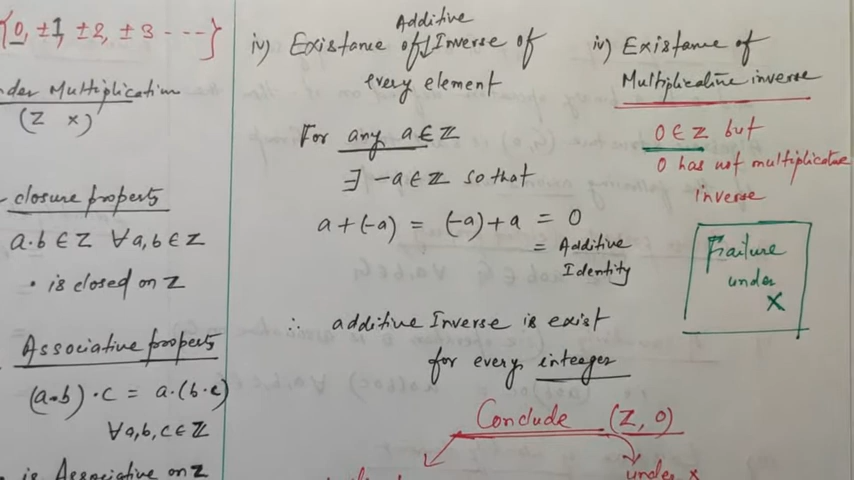 {0, ±1, ±2, ±3 ----}
der Multiplication
(Z ×)
closure property
a.b ∈ Z ∀ a,b ∈ Z
• is closed on Z
Associative property
(a•b)•c = a•(b•c)
∀ a,b,c ∈ Z
is Associative on Z
iv) Existance of Additive Inverse of
every element
For any a ∈ Z
∃ -a ∈ Z so that
a+(-a) = (-a)+a = 0
= Additive
Identity
∴ additive Inverse is exist
for every integer
Conclude (Z, 0)
under ×
iv) Existance of
Multiplicative inverse
0 ∈ Z but
0 has not multiplicative
inverse
Failure
under
×